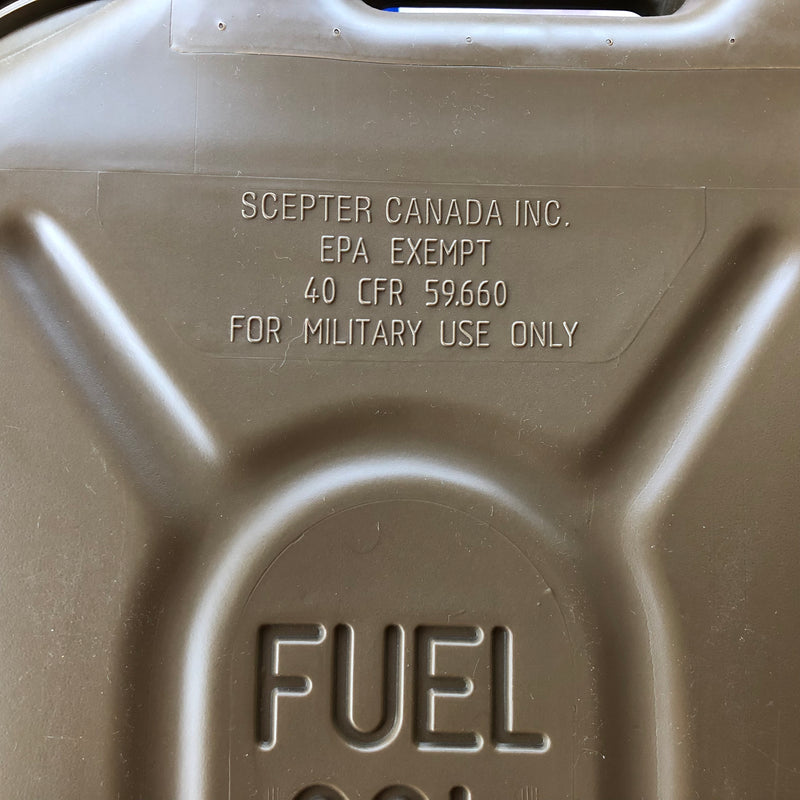 SCEPTER CANADA INC.
EPA EXEMPT
40 CFR 59.660
FOR MILITARY USE ONLY
FUEL